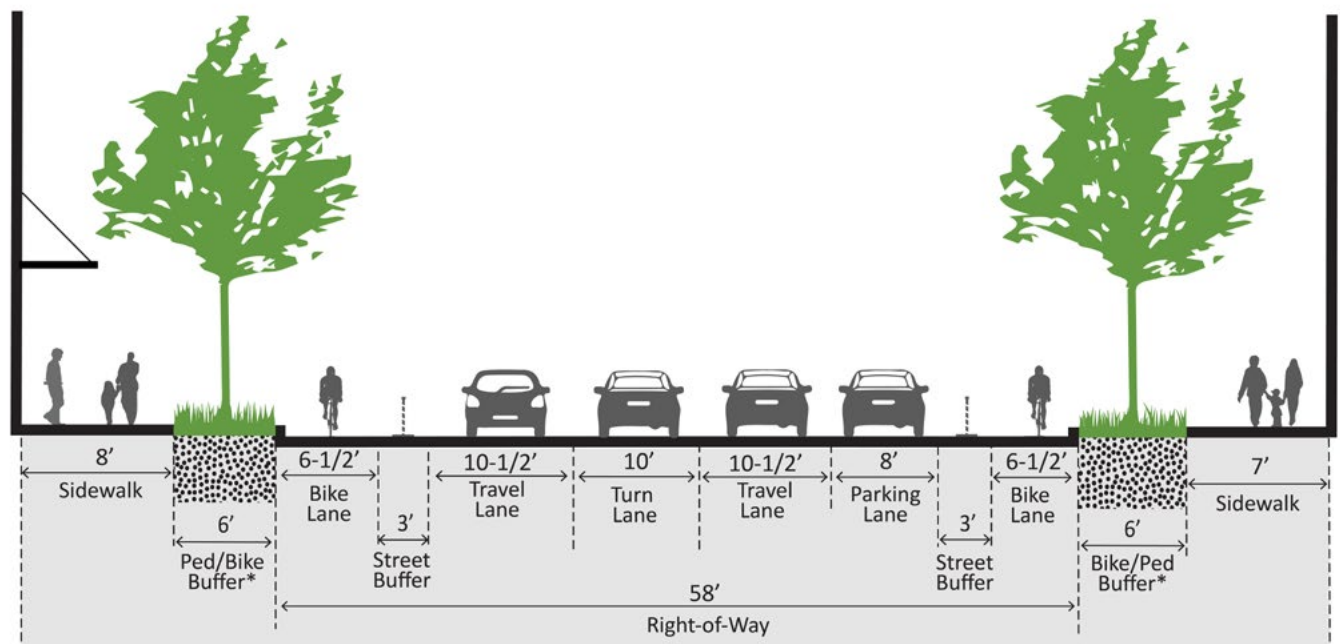 8’
Sidewalk
6’
Ped/Bike
Buffer*
6-1/2’
Bike
Lane
3’
Street
Buffer
10-1/2’
Travel
Lane
10’
Turn
Lane
10-1/2’
Travel
Lane
8’
Parking
Lane
3’
Street
Buffer
6-1/2’
Bike
Lane
6’
Bike/Ped
Buffer*
7’
Sidewalk
58’
Right-of-Way